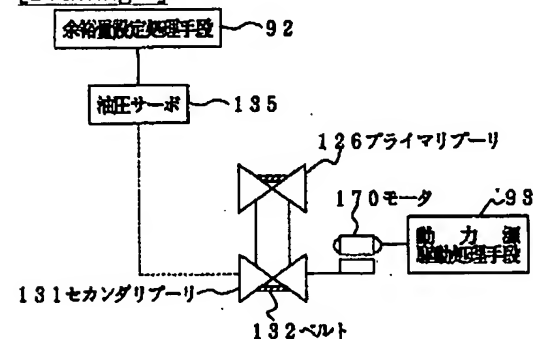 余裕量設定処理手段 92
油圧サーボ 135
126プライマリプーリ
170モータ 93
動力源
駆動処理手段
131セカンダリプーリ
132ベルト